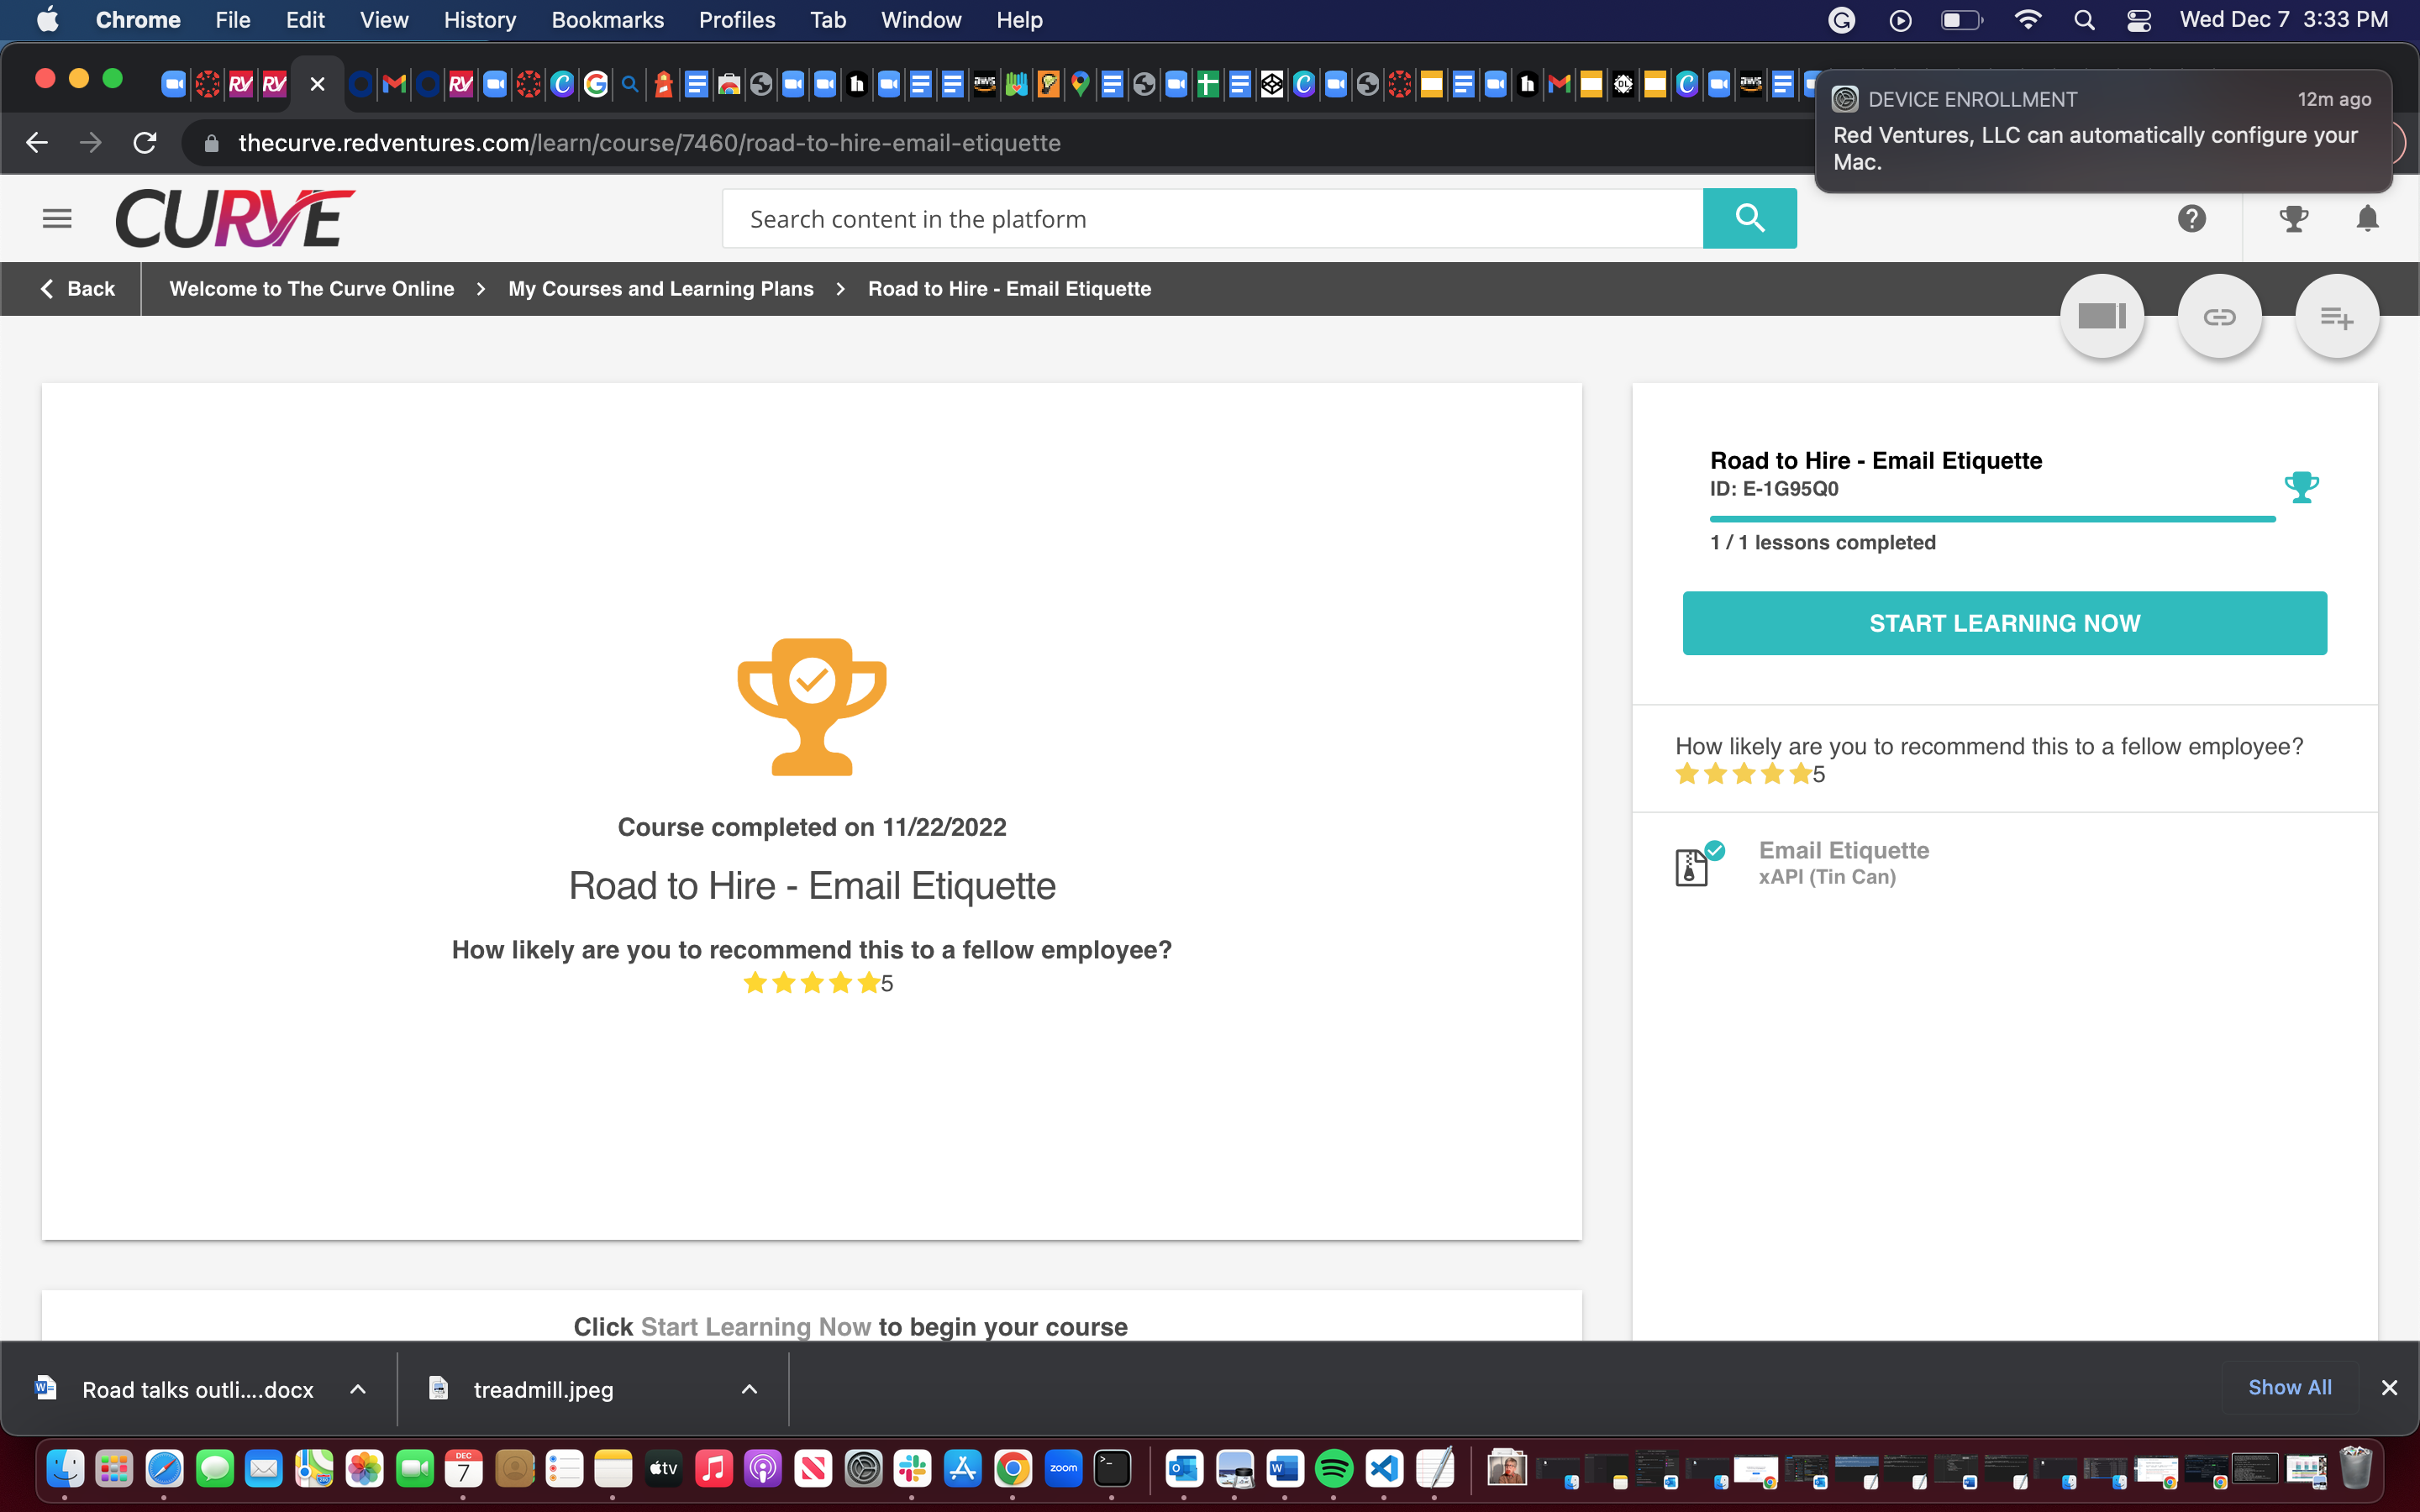 Chrome File Edit View History Bookmarks Profiles Tab Window Help
Wed Dec 7 3:33 PM
DEVICE ENROLLMENT 12m ago
Red Ventures, LLC can automatically configure your
Mac.
thecurve.redventures.com/learn/course/7460/road-to-hire-email-etiquette
CURVE
Search content in the platform
Back
Welcome to The Curve Online > My Courses and Learning Plans > Road to Hire - Email Etiquette
Course completed on 11/22/2022
Road to Hire - Email Etiquette
How likely are you to recommend this to a fellow employee?
5
Road to Hire - Email Etiquette
ID: E-1G95Q0
1 / 1 lessons completed
START LEARNING NOW
How likely are you to recommend this to a fellow employee?
5
Email Etiquette
xAPI (Tin Can)
Click Start Learning Now to begin your course
Road talks outli....docx
treadmill.jpeg
Show All
DEC
7
tv
zoom